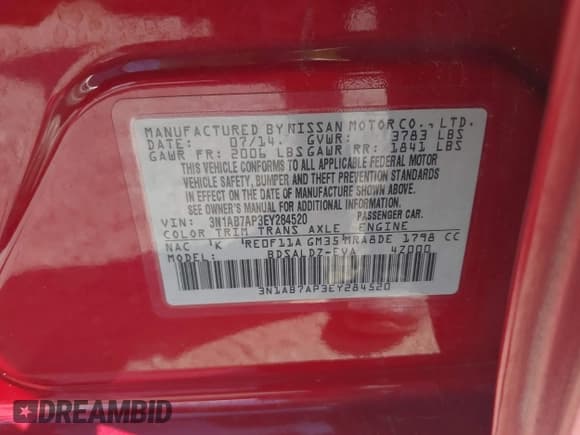 MANUFACTURED BY NISSAN MOTOR CO., LTD.
DATE: 07/14. GVWR: 3783 LBS
GAWR FR: 2006 LBS GAWR RR: 1841 LBS
THIS VEHICLE CONFORMS TO ALL APPLICABLE FEDERAL MOTOR
VEHICLE SAFETY, BUMPER AND THEFT PREVENTION STANDARDS
IN EFFECT ON THE DATE OF MANUFACTURE SHOWN ABOVE.
SEE OWNER'S MANUAL FOR ADDITIONAL INFORMATION.
VIN: 3N1AB7AP3EY284520 PASSENGER CAR.
COLOR TRIM TRANS AXLE ENGINE
NAC K RE0F11A GM35 MRA8DE 1798 CC
MODEL: BDSALDZ-EVA 4Z000
3N1AB7AP3EY284520
DREAMBID